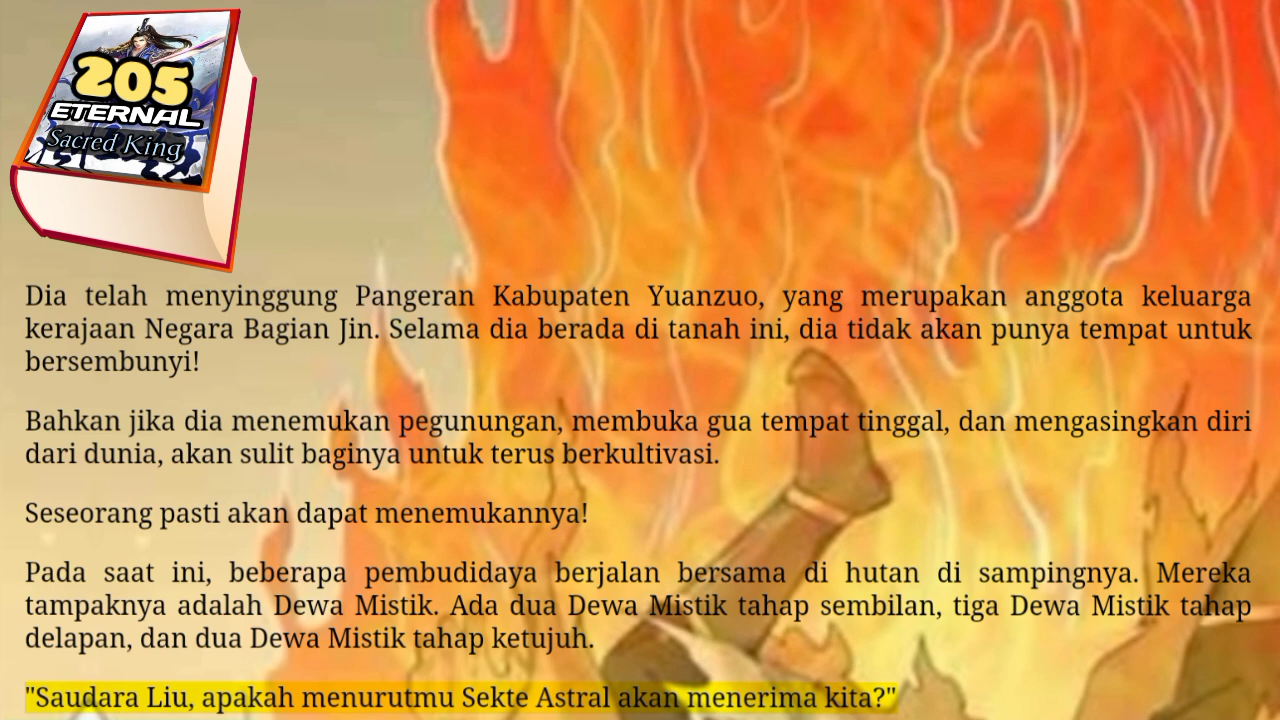 205
ETERNAL
Sacred King
Dia telah menyinggung Pangeran Kabupaten Yuanzuo, yang merupakan anggota keluarga
kerajaan Negara Bagian Jin. Selama dia berada di tanah ini, dia tidak akan punya tempat untuk
bersembunyi!
Bahkan jika dia menemukan pegunungan, membuka gua tempat tinggal, dan mengasingkan diri
dari dunia, akan sulit baginya untuk terus berkultivasi.
Seseorang pasti akan dapat menemukannya!
Pada saat ini, beberapa pembudidaya berjalan bersama di hutan di sampingnya. Mereka
tampaknya adalah Dewa Mistik. Ada dua Dewa Mistik tahap sembilan, tiga Dewa Mistik tahap
delapan, dan dua Dewa Mistik tahap ketujuh.
"Saudara Liu, apakah menurutmu Sekte Astral akan menerima kita?"